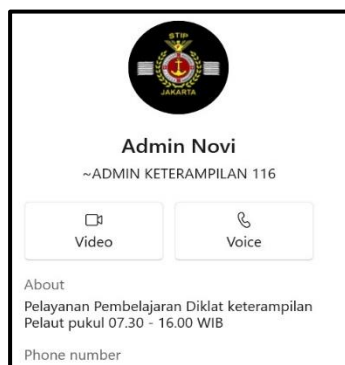 STIP
JAKARTA
Admin Novi
~ADMIN KETERAMPILAN 116
Video
Voice
About
Pelayanan Pembelajaran Diklat keterampilan
Pelaut pukul 07.30 - 16.00 WIB
Phone number